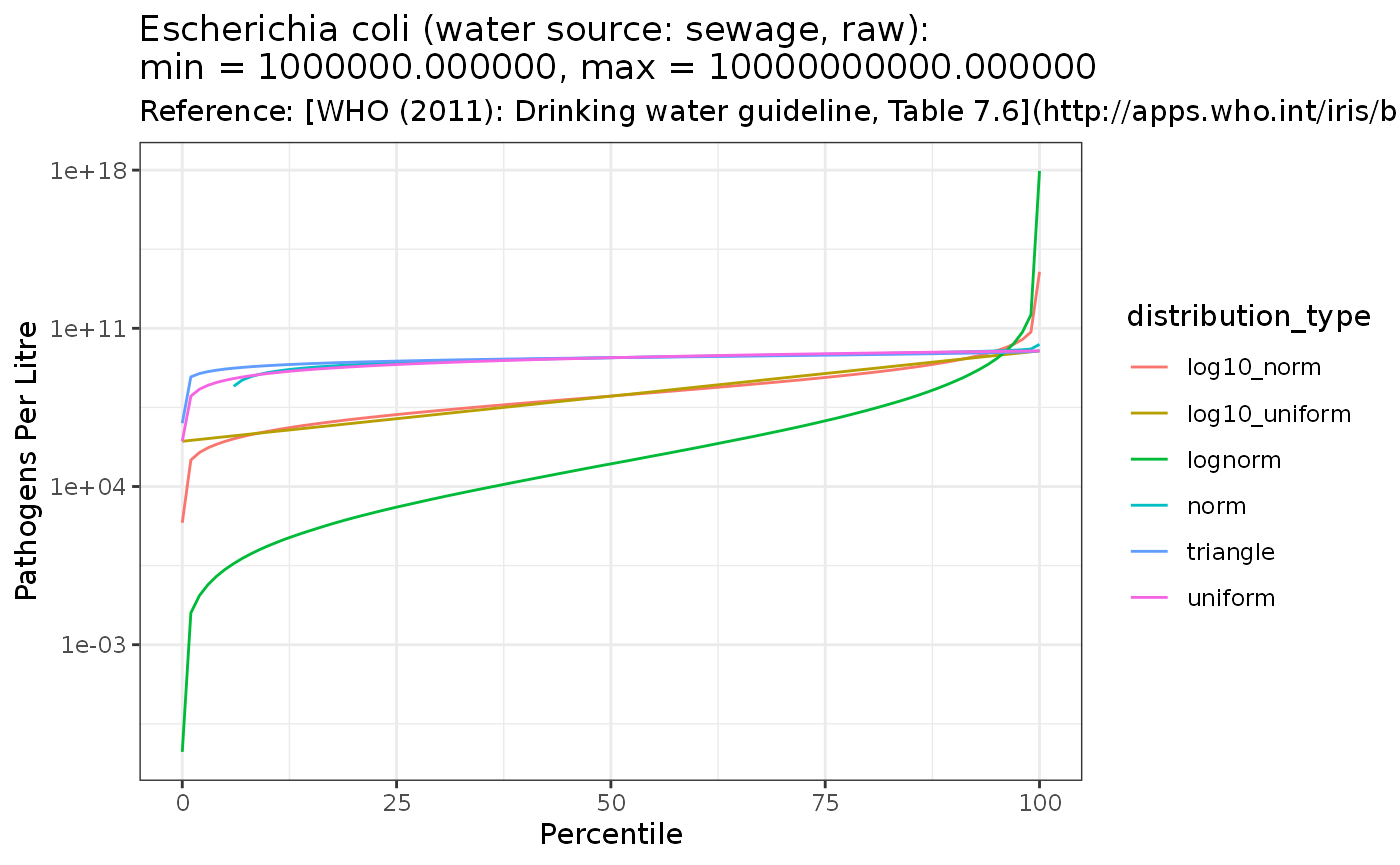 Escherichia coli (water source: sewage, raw):
min = 1000000.000000, max = 10000000000.000000
Reference: [WHO (2011): Drinking water guideline, Table 7.6](http://apps.who.int/iris/b
1e+18
1e+11
1e+04
1e-03
Pathogens Per Litre
0 25 50 75 100
Percentile
distribution_type
log10_norm
log10_uniform
lognorm
norm
triangle
uniform